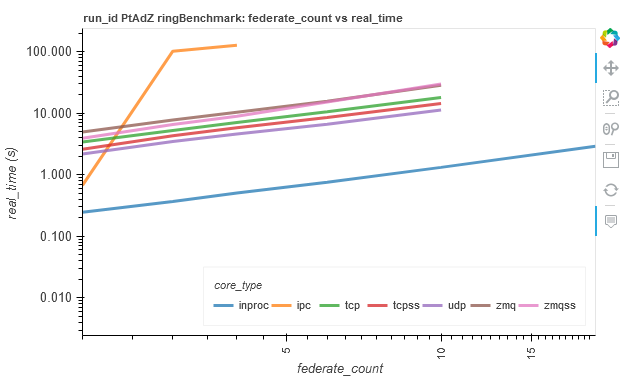 run_id PtAdZ ringBenchmark: federate_count vs real_time
100.000
10.000
1.000
0.100
0.010
real_time (s)
core_type
inproc ipc tcp tcpss udp zmq zmqss
5 10 15
federate_count